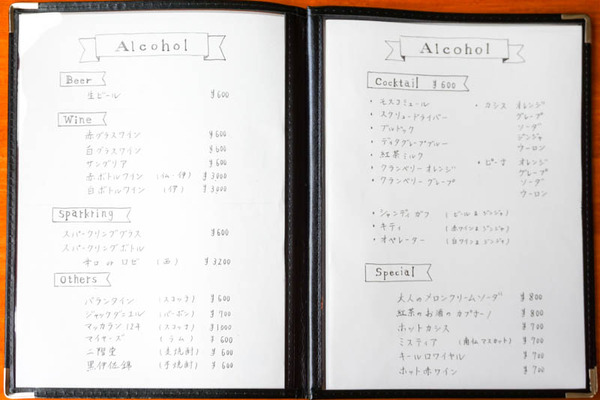 Alcohol
Beer
生ビール ¥600
Wine
赤グラスワイン ¥600
白グラスワイン ¥600
サングリア ¥600
赤ボトルワイン (仏・伊) ¥3000
白ボトルワイン (伊) ¥3000
Sparkring
スパークリンググラス ¥600
スパークリングボトル
辛口 or ロゼ (西) ¥3200
Others
バランタイン (スコッチ) ¥600
ジャックダニエル (バーボン) ¥700
マッカラン 12年 (スコッチ) ¥1000
マイヤーズ (ラム) ¥600
二階堂 (麦焼酎) ¥600
黒伊佐錦 (芋焼酎) ¥600
Alcohol
Cocktail ¥600
・モスコミュール
・スクリュードライバー
・ブルドック
・ディタグレープブルー
・紅茶ミルク
・クランベリーオレンジ
・クランベリーグレープ
・カシス オレンジ
グレープ
ソーダ
ジンジャ
ウーロン
・ピーチ オレンジ
グレープ
ソーダ
ウーロン
・シャンディガフ (ビール&ジンジャ)
・キティ (赤ワイン&ジンジャ)
・オペレーター (白ワイン&ジンジャ)
Special
大人のメロンクリームソーダ ¥800
紅茶のお酒のカプチーノ ¥800
ホットカシス ¥700
ミスティア (南仏マスカット) ¥700
キールロワイヤル ¥700
ホット赤ワイン ¥700